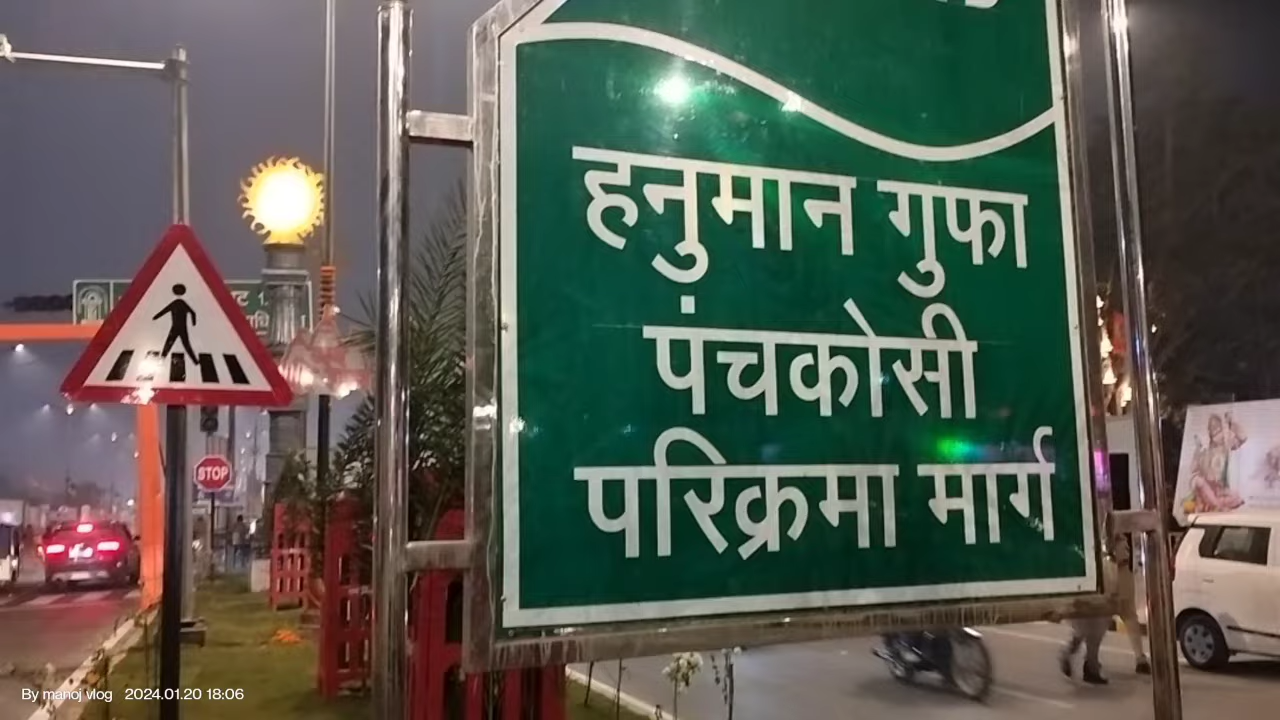 हनुमान गुफा
पंचकोसी
परिक्रमा मार्ग
STOP
By manoj vlog 2024.01.20 18:06